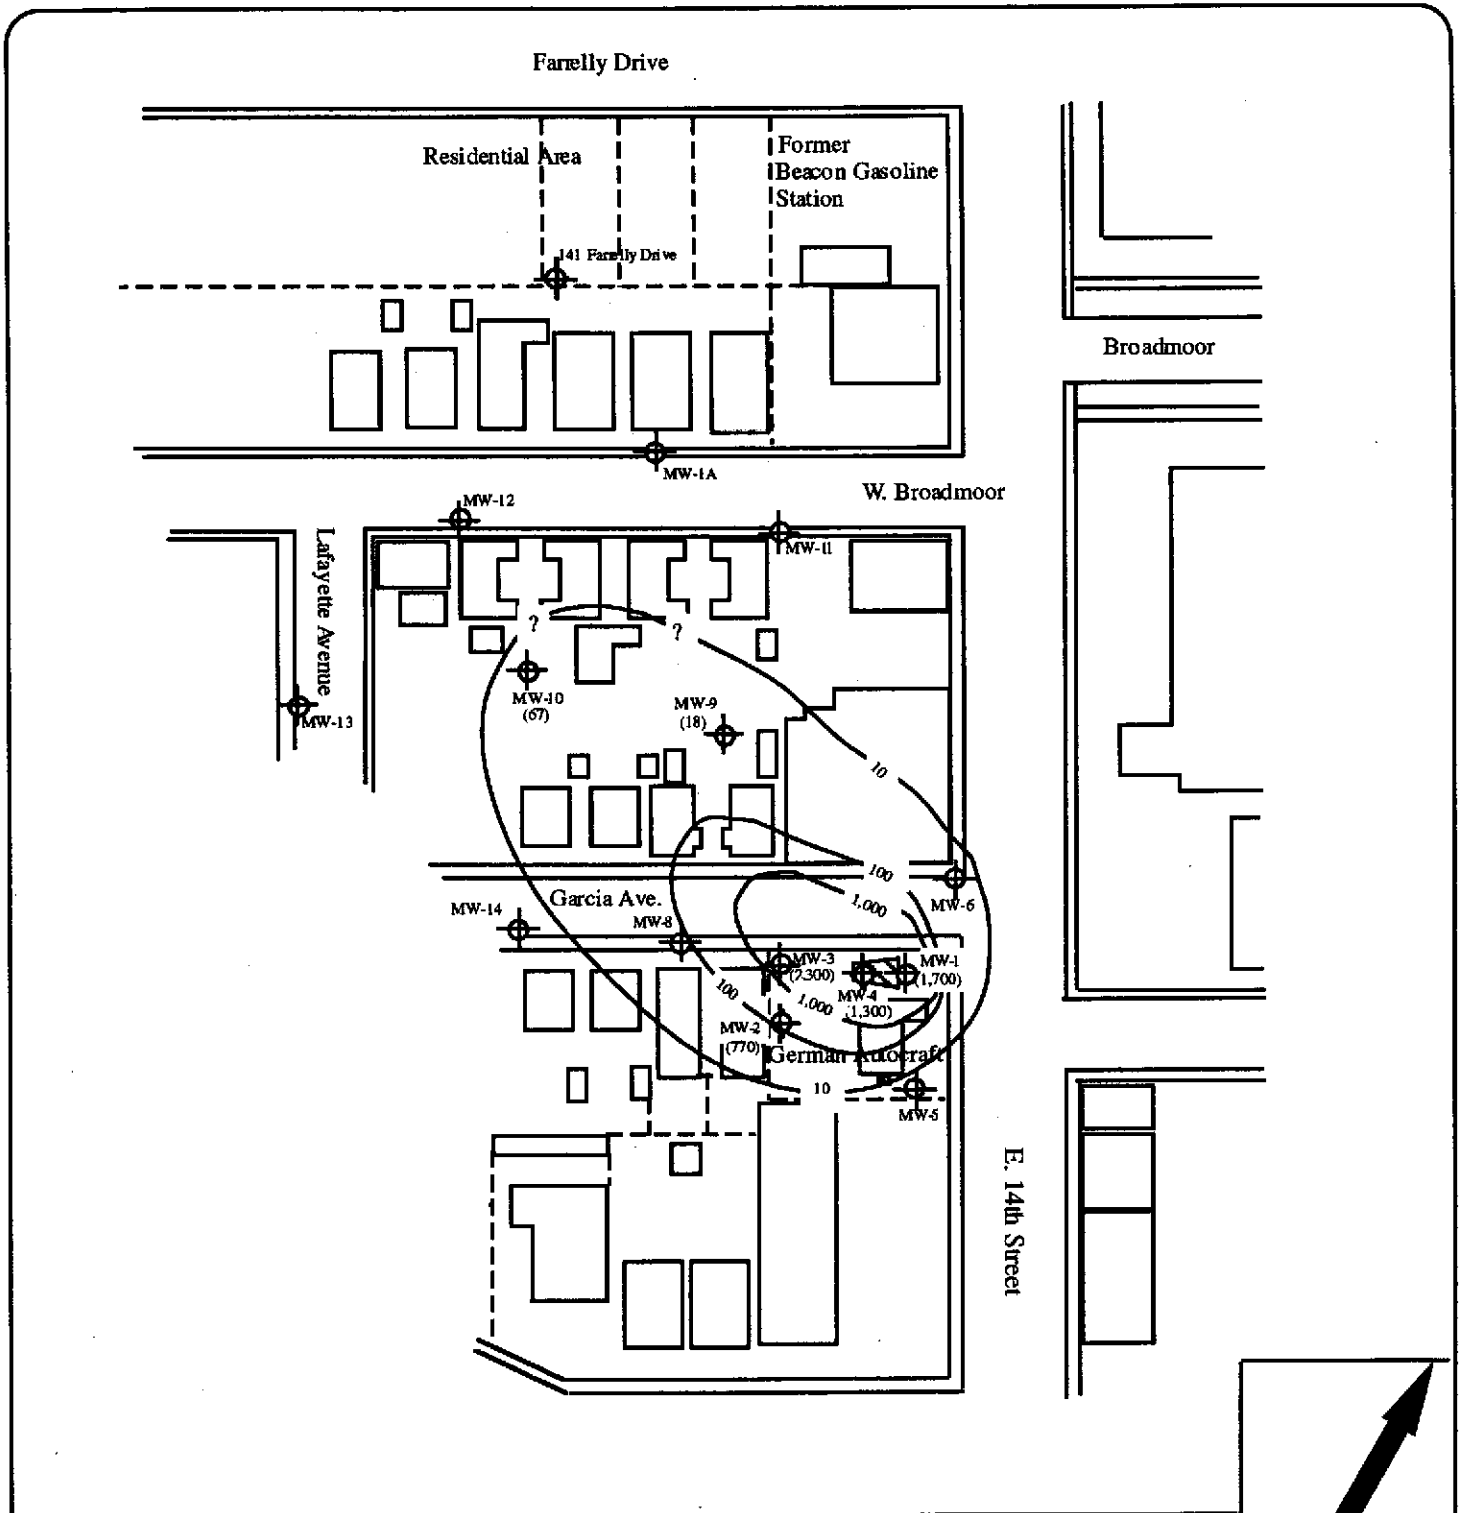 Farrelly Drive
Residential Area
Former
Beacon Gasoline
Station
141 Farrelly Drive
Broadmoor
MW-1A
W. Broadmoor
MW-12
MW-11
Lafayette Avenue
?
?
MW-10
(67)
MW-9
(18)
MW-13
10
100
1,000
Garcia Ave.
MW-6
MW-14
MW-8
MW-3
(2,300)
MW-1
(1,700)
100
1,000
MW-4
(1,300)
MW-2
(770)
German Autocraft
10
MW-5
E. 14th Street